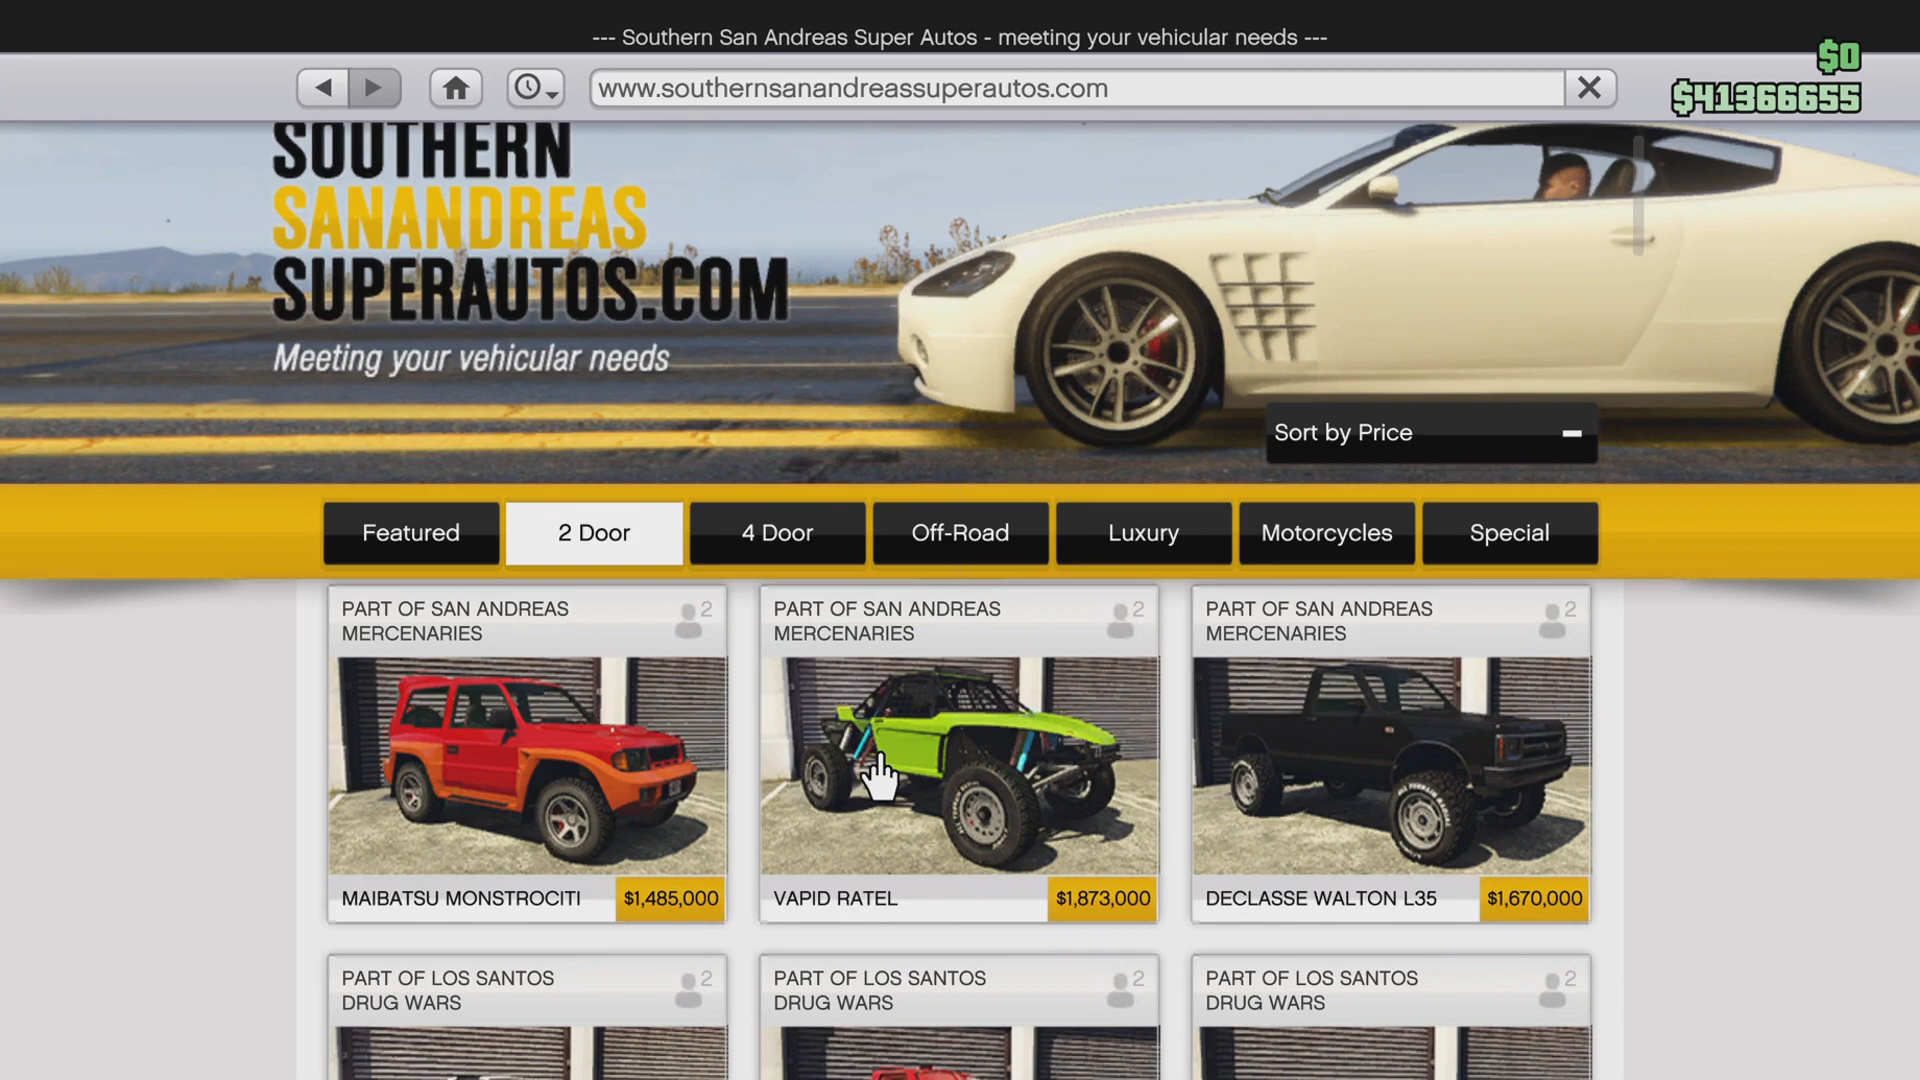 --- Southern San Andreas Super Autos - meeting your vehicular needs ---
$0
www.southernsanandreassuperautos.com
$41366655
SOUTHERN
SANANDREAS
SUPERAUTOS.COM
Meeting your vehicular needs
Sort by Price
Featured
2 Door
4 Door
Off-Road
Luxury
Motorcycles
Special
PART OF SAN ANDREAS
MERCENARIES
2
PART OF SAN ANDREAS
MERCENARIES
2
PART OF SAN ANDREAS
MERCENARIES
2
MAIBATSU MONSTROCITI
$1,485,000
VAPID RATEL
$1,873,000
DECLASSE WALTON L35
$1,670,000
PART OF LOS SANTOS
DRUG WARS
2
PART OF LOS SANTOS
DRUG WARS
2
PART OF LOS SANTOS
DRUG WARS
2